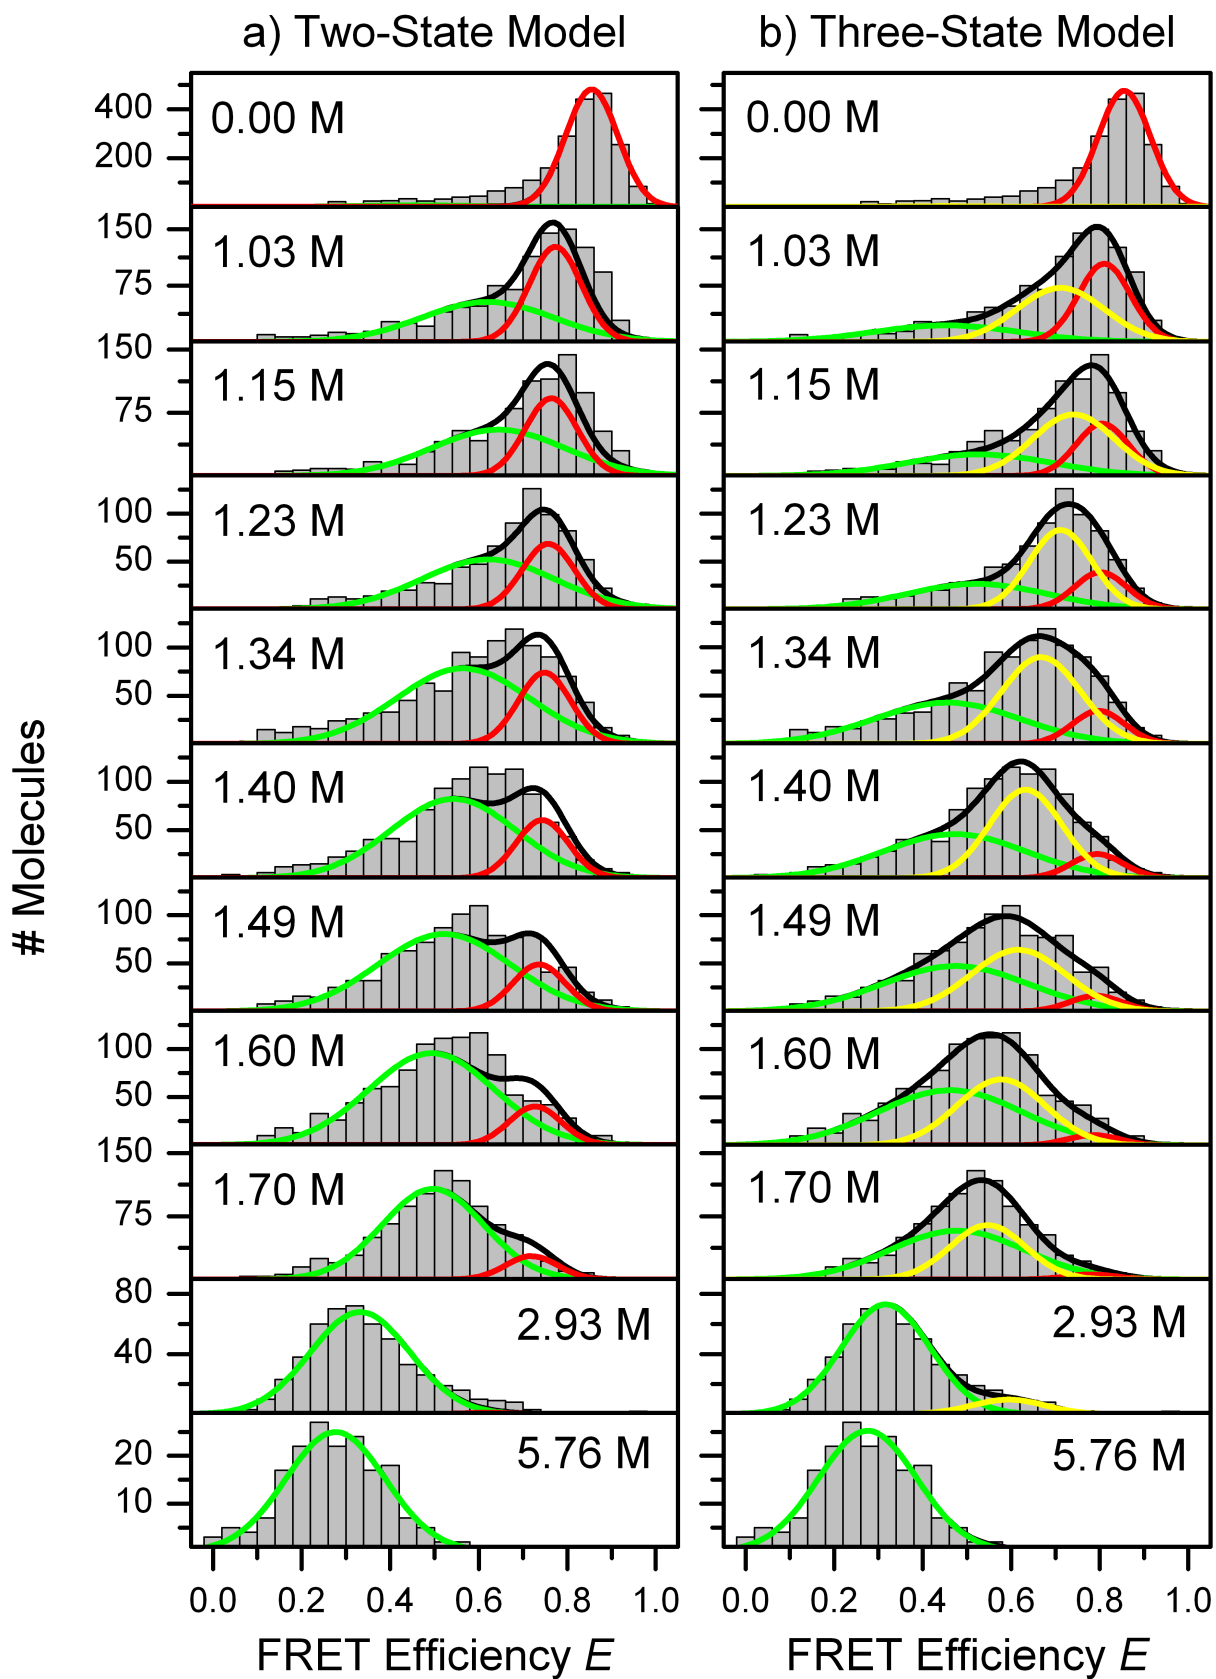 a) Two-State Model
b) Three-State Model
400
200
0.00 M
0.00 M
150
75
1.03 M
1.03 M
150
75
1.15 M
1.15 M
100
50
1.23 M
1.23 M
100
50
1.34 M
1.34 M
100
50
1.40 M
1.40 M
100
50
1.49 M
1.49 M
100
50
1.60 M
1.60 M
150
75
1.70 M
1.70 M
80
40
2.93 M
2.93 M
20
10
5.76 M
5.76 M
# Molecules
0.0 0.2 0.4 0.6 0.8 1.0
0.0 0.2 0.4 0.6 0.8 1.0
FRET Efficiency E
FRET Efficiency E